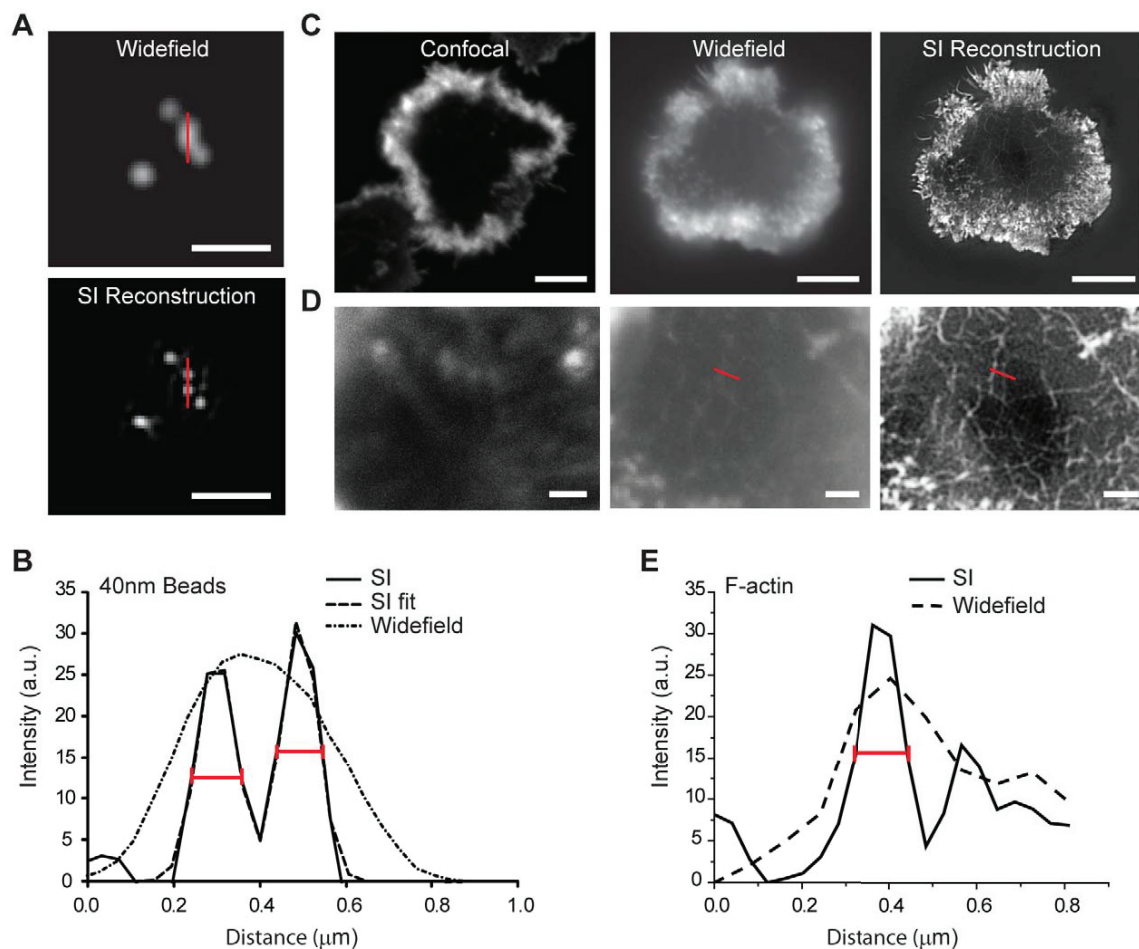 A
Widefield
SI Reconstruction
C
Confocal
Widefield
SI Reconstruction
D
B
40nm Beads
SI
SI fit
Widefield
35
30
25
20
15
10
5
0
Intensity (a.u.)
0.0 0.2 0.4 0.6 0.8 1.0
Distance (μm)
E
F-actin
SI
Widefield
35
30
25
20
15
10
5
0
Intensity (a.u.)
0.0 0.2 0.4 0.6 0.8
Distance (μm)